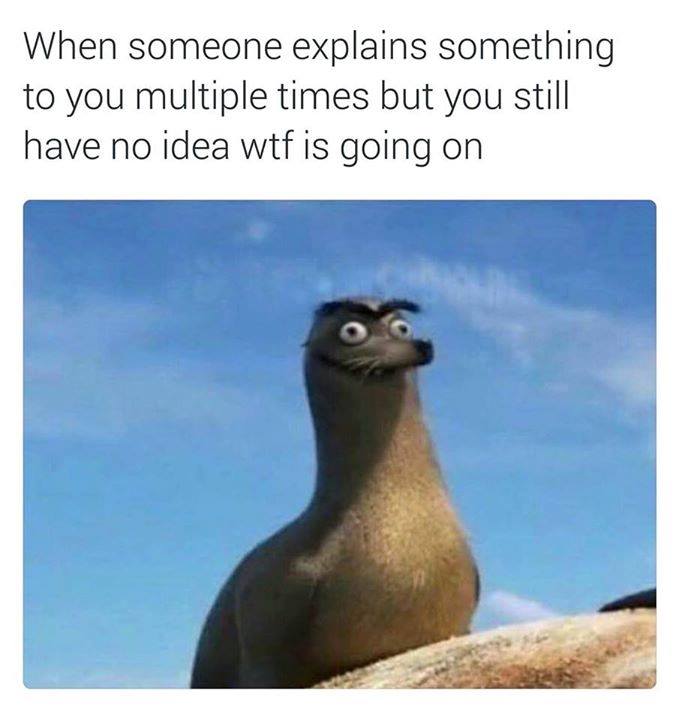 When someone explains something
to you multiple times but you still
have no idea wtf is going on